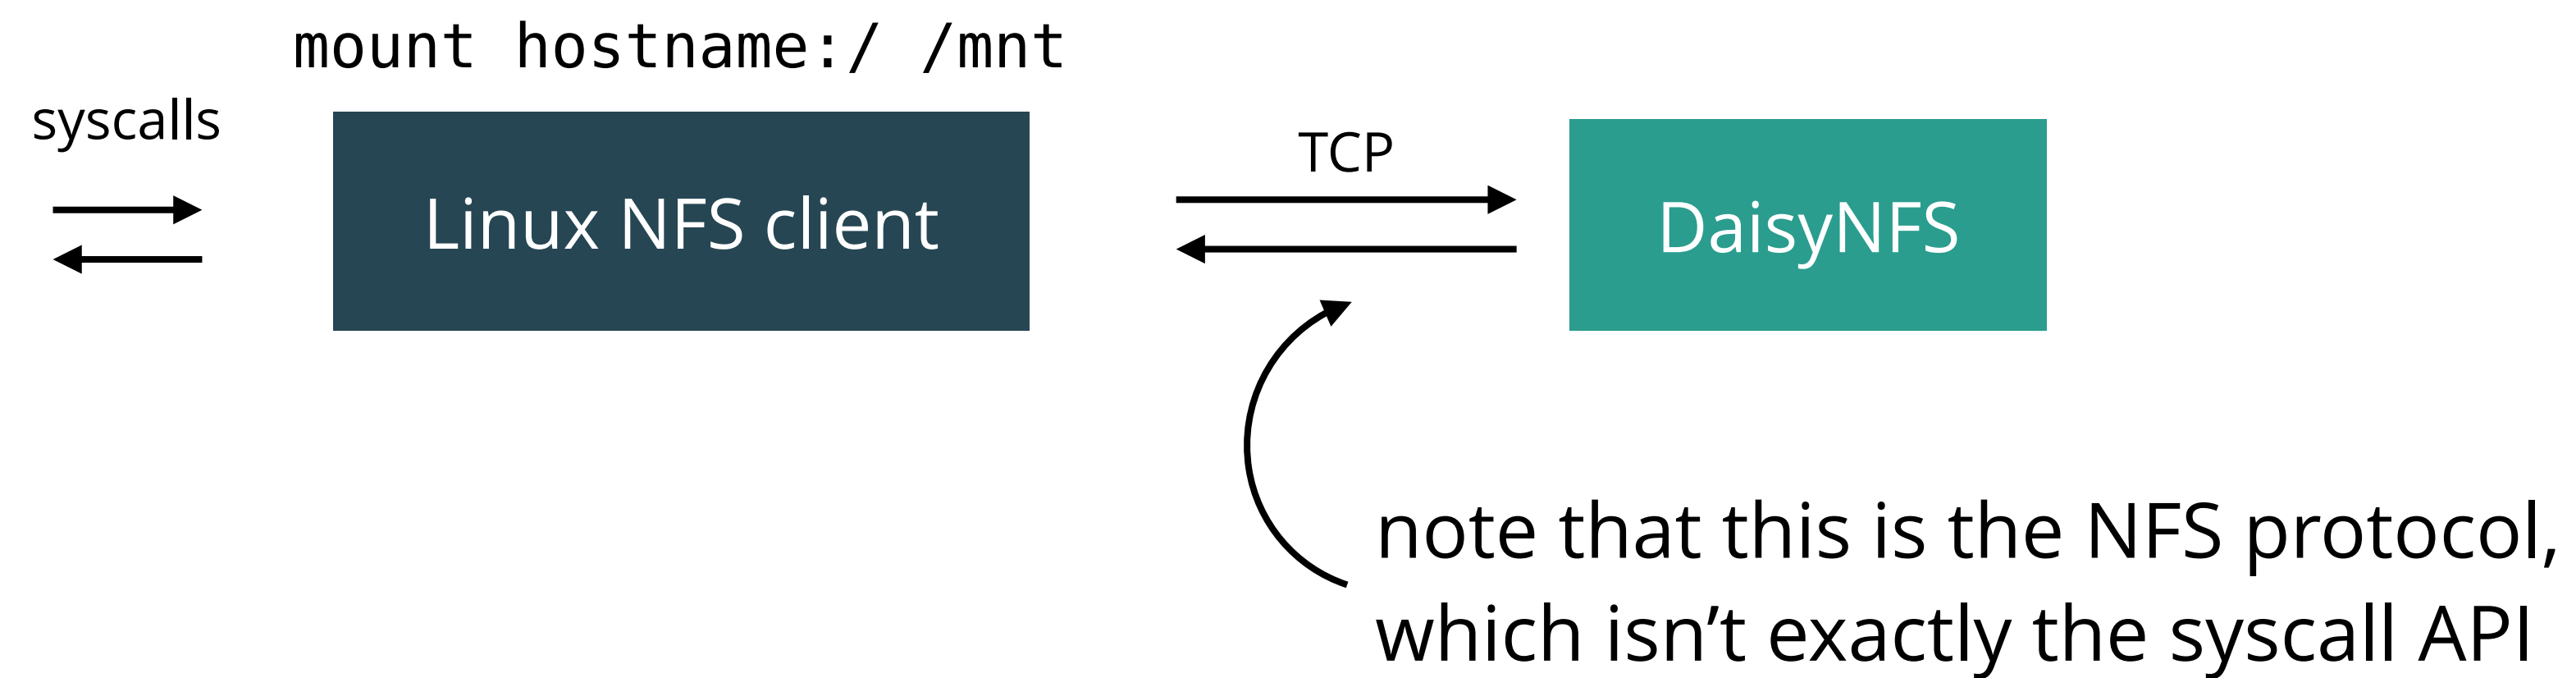 mount hostname:/ /mnt
syscalls
Linux NFS client
TCP
DaisyNFS
note that this is the NFS protocol,
which isn’t exactly the syscall API